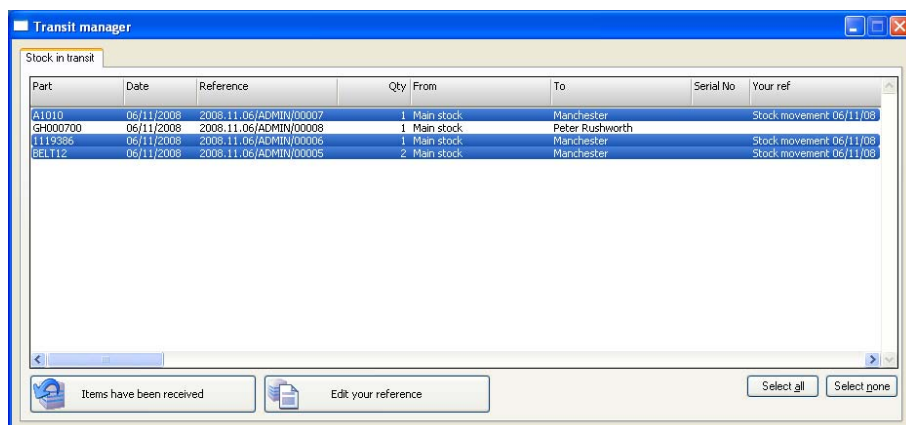 Transit manager
Stock in transit
Part Date Reference Qty From To Serial No Your ref
A1010 06/11/2008 2008.11.06/ADMIN/00007 1 Main stock Manchester Stock movement 06/11/08
GH000700 06/11/2008 2008.11.06/ADMIN/00008 1 Main stock Peter Rushworth
1119386 06/11/2008 2008.11.06/ADMIN/00006 1 Main stock Manchester Stock movement 06/11/08
BELT12 06/11/2008 2008.11.06/ADMIN/00005 2 Main stock Manchester Stock movement 06/11/08
Items have been received Edit your reference Select all Select none